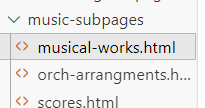 music-subpages
musical-works.html
orch-arrangments.h...
scores.html